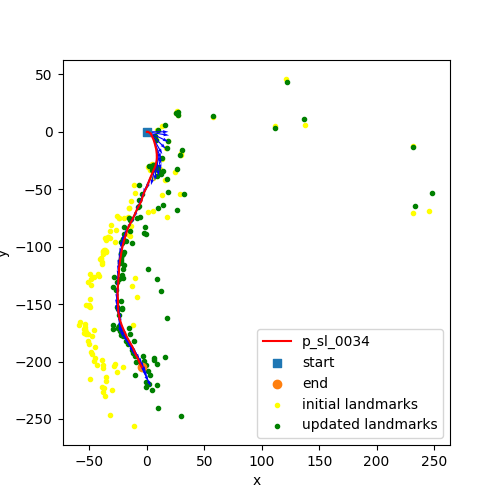 50
0
−50
−100
−150
−200
−250
y
−50
0
50
100
150
200
250
x
p_sl_0034
start
end
initial landmarks
updated landmarks